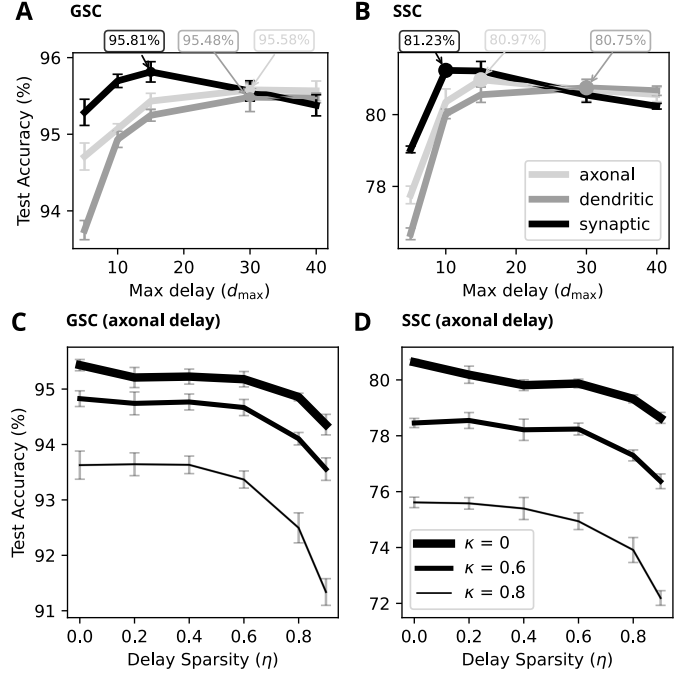 A GSC
95.81% 95.48% 95.58%
Test Accuracy (%)
96
95
94
10 20 30 40
Max delay (d_max)
B SSC
81.23% 80.97% 80.75%
80
78
axonal
dendritic
synaptic
10 20 30 40
Max delay (d_max)
C GSC (axonal delay)
Test Accuracy (%)
95
94
93
92
91
0.0 0.2 0.4 0.6 0.8
Delay Sparsity (η)
D SSC (axonal delay)
80
78
76
74
72
κ = 0
κ = 0.6
κ = 0.8
0.0 0.2 0.4 0.6 0.8
Delay Sparsity (η)